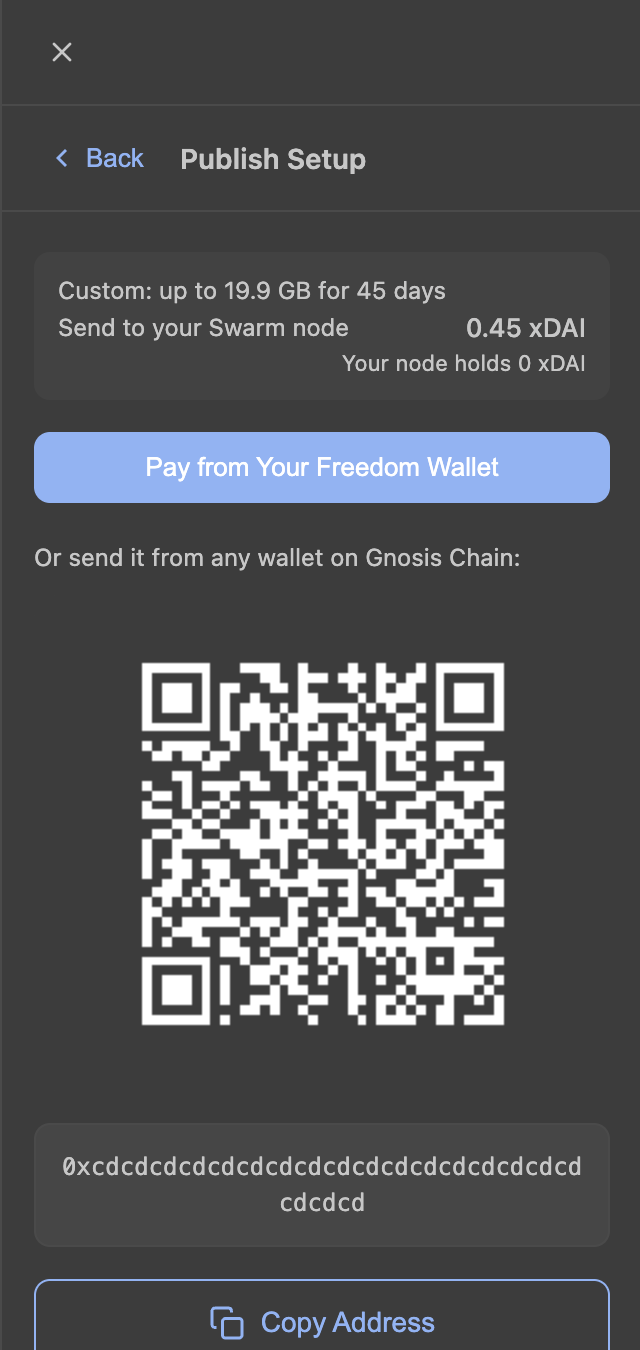 Back
Publish Setup
Custom: up to 19.9 GB for 45 days
Send to your Swarm node 0.45 xDAI
Your node holds 0 xDAI
Pay from Your Freedom Wallet
Or send it from any wallet on Gnosis Chain:
0xcdcdcdcdcdcdcdcdcdcdcdcdcdcdcdcdcd
cdcdcd
Copy Address